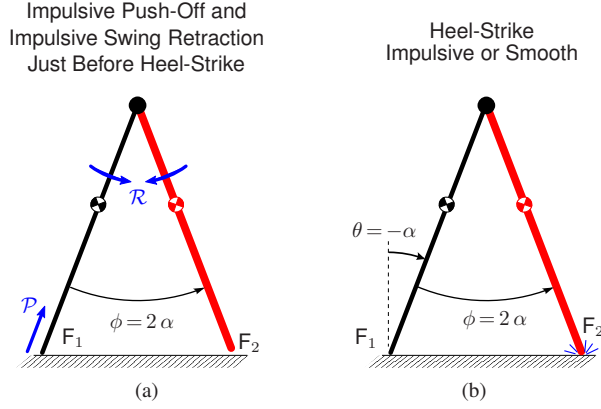 Impulsive Push-Off and
Impulsive Swing Retraction
Just Before Heel-Strike
ℛ
𝒫
F₁
ϕ = 2 α
F₂
(a)
Heel-Strike
Impulsive or Smooth
θ = −α
F₁
ϕ = 2 α
F₂
(b)